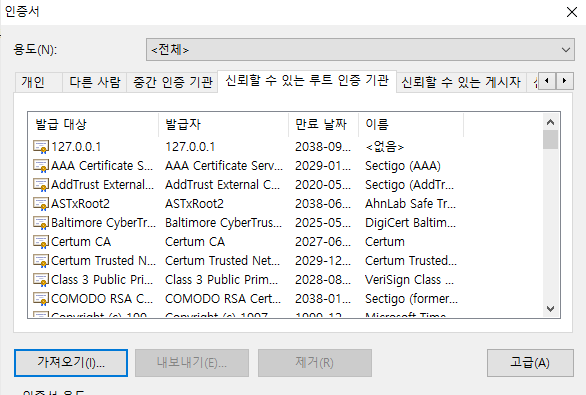 인증서
용도(N):
<전체>
개인 다른 사람 중간 인증 기관 신뢰할 수 있는 루트 인증 기관 신뢰할 수 있는 게시자
발급 대상 발급자 만료 날짜 이름
127.0.0.1 127.0.0.1 2038-09... <없음>
AAA Certificate S... AAA Certificate Serv... 2029-01... Sectigo (AAA)
AddTrust External... AddTrust External C... 2020-05... Sectigo (AddTr...
ASTxRoot2 ASTxRoot2 2038-06... AhnLab Safe Tr...
Baltimore CyberTr... Baltimore CyberTrus... 2025-05... DigiCert Baltim...
Certum CA Certum CA 2027-06... Certum
Certum Trusted N... Certum Trusted Net... 2029-12... Certum Trusted...
Class 3 Public Pri... Class 3 Public Prim... 2028-08... VeriSign Class ...
COMODO RSA C... COMODO RSA Cert... 2038-01... Sectigo (former...
Copyright (c) 199... Copyright (c) 1997 ... 1999-12... Microsoft Time...
가져오기(I)... 내보내기(E)... 제거(R) 고급(A)
인증서 용도